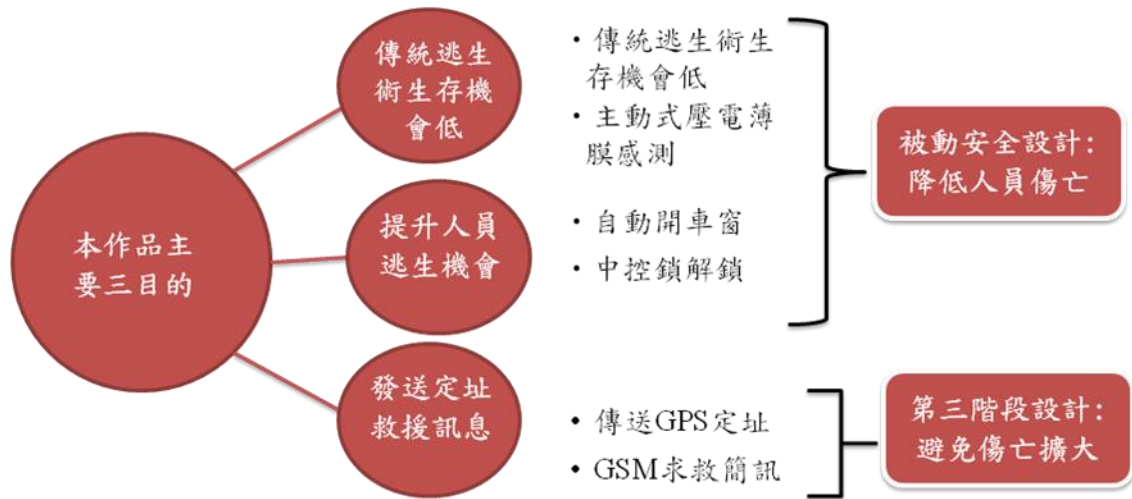 本作品主
要三目的
傳統逃生
術生存機
會低
提升人員
逃生機會
發送定址
救援訊息
・傳統逃生術生
存機會低
・主動式壓電薄
膜感測
・自動開車窗
・中控鎖解鎖
• 傳送GPS定址
• GSM求救簡訊
被動安全設計:
降低人員傷亡
第三階段設計:
避免傷亡擴大